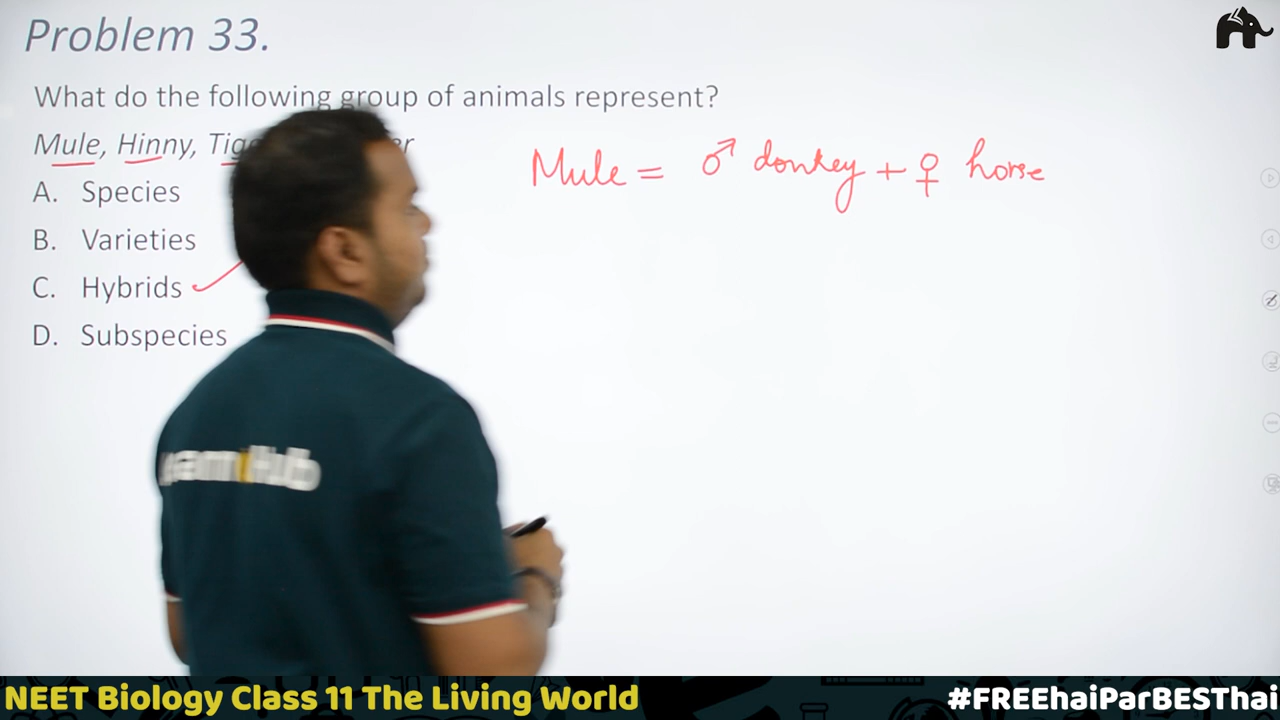 Problem 33.
What do the following group of animals represent?
Mule, Hinny,
A. Species
B. Varieties
C. Hybrids
D. Subspecies
Mule = ♂ donkey + ♀ horse
NEET Biology Class 11 The Living World
#FREEhaiParBESThai